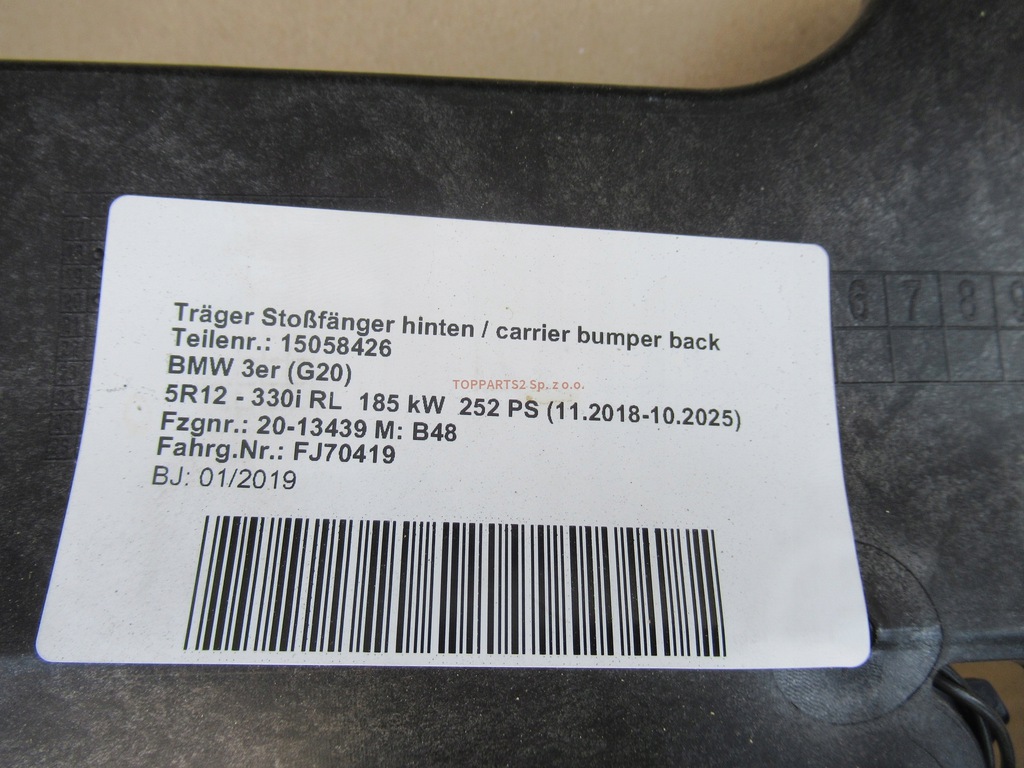 Träger Stoßfänger hinten / carrier bumper back
Teilenr.: 15058426
BMW 3er (G20)
TOPPARTS2 Sp. z o.o.
5R12 - 330i RL 185 kW 252 PS (11.2018-10.2025)
Fzgnr.: 20-13439 M: B48
Fahrg.Nr.: FJ70419
BJ: 01/2019
6 7 8 9